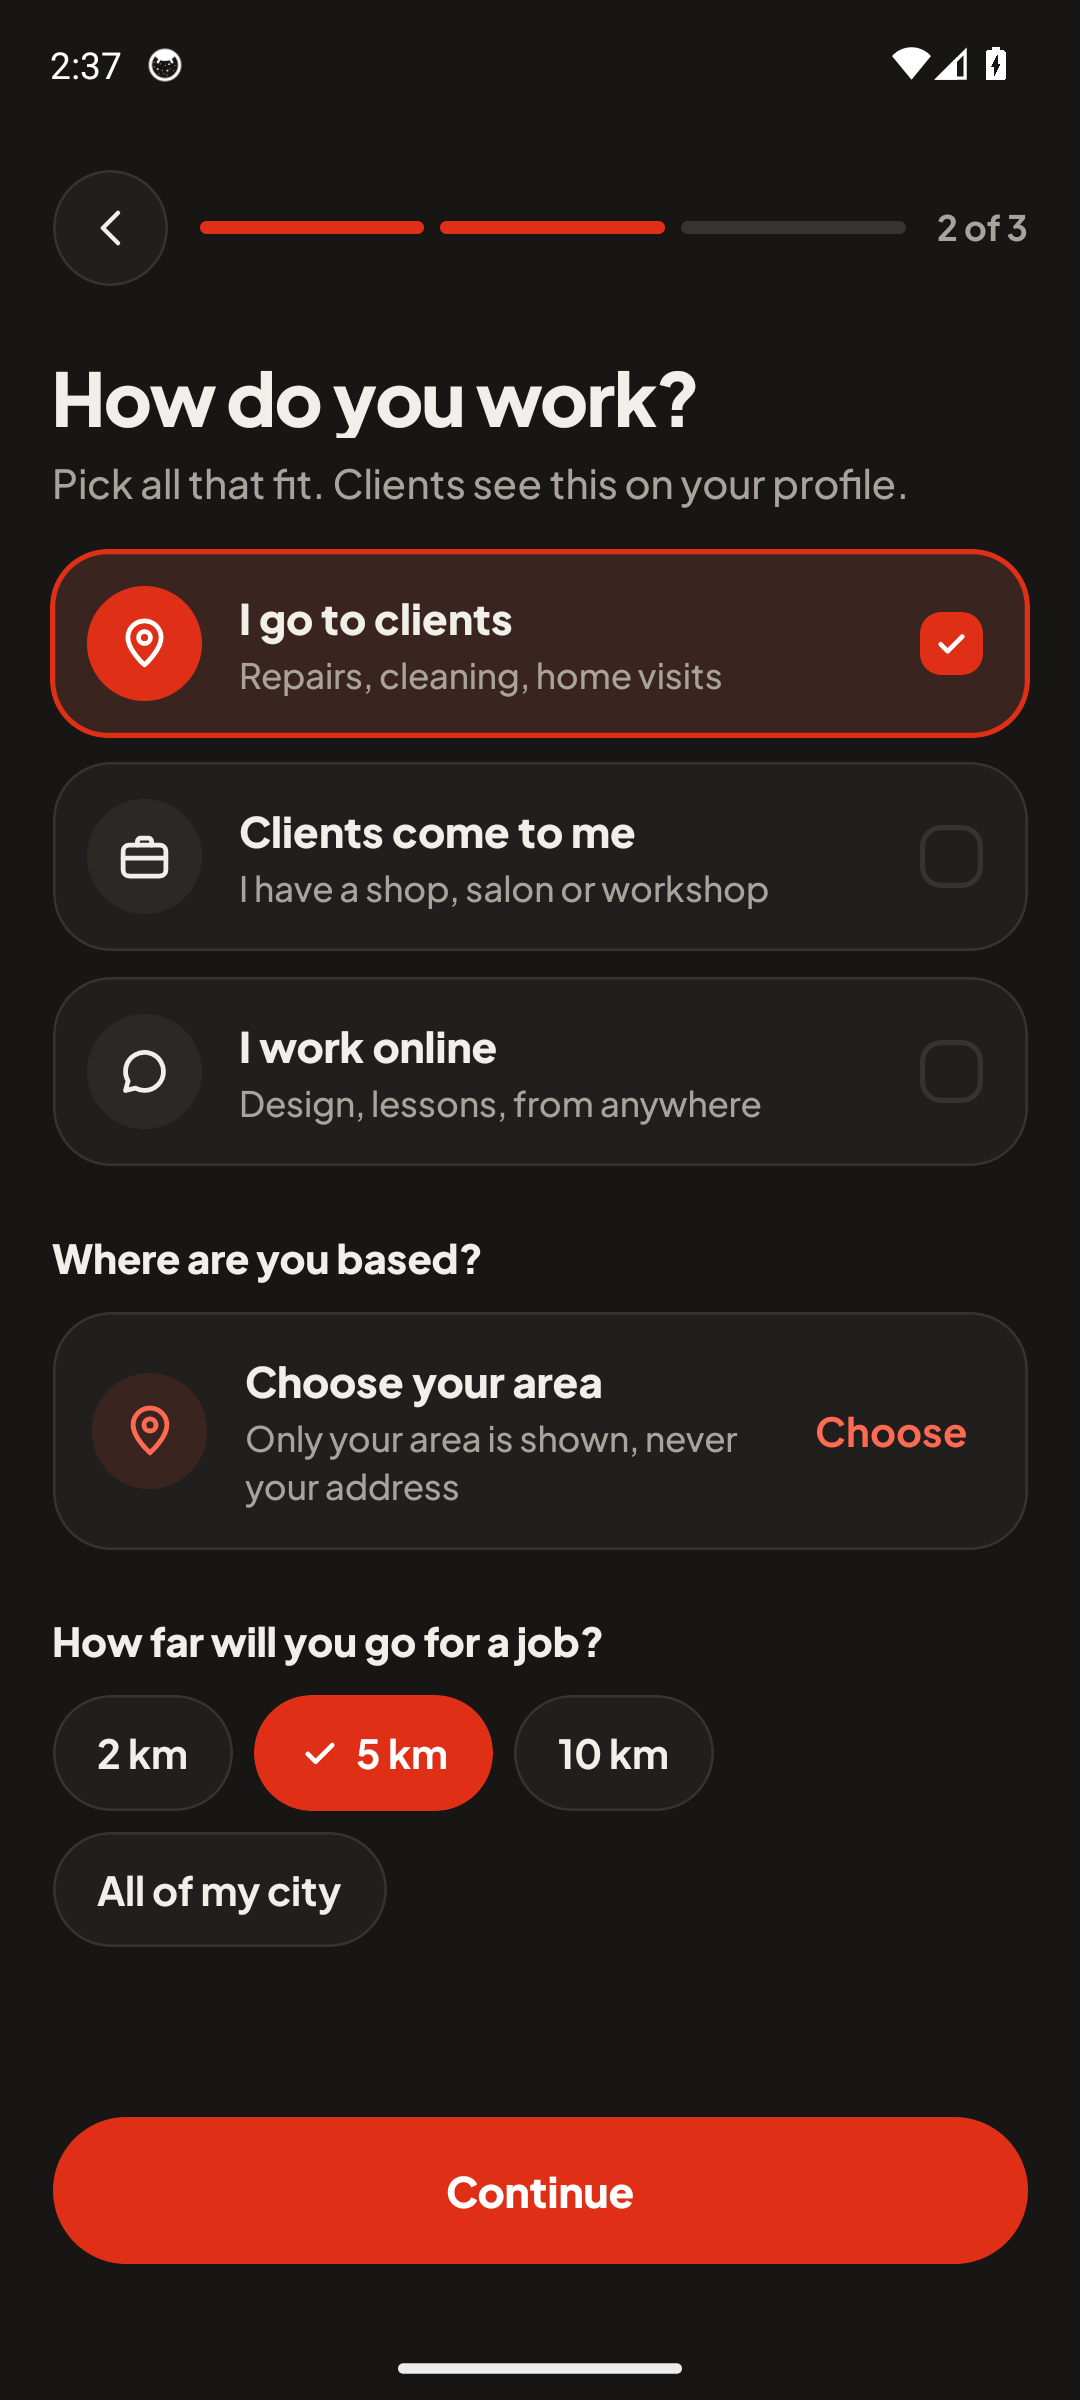 2:37
2 of 3
How do you work?
Pick all that fit. Clients see this on your profile.
I go to clients
Repairs, cleaning, home visits
Clients come to me
I have a shop, salon or workshop
I work online
Design, lessons, from anywhere
Where are you based?
Choose your area
Only your area is shown, never
your address
Choose
How far will you go for a job?
2 km
5 km
10 km
All of my city
Continue